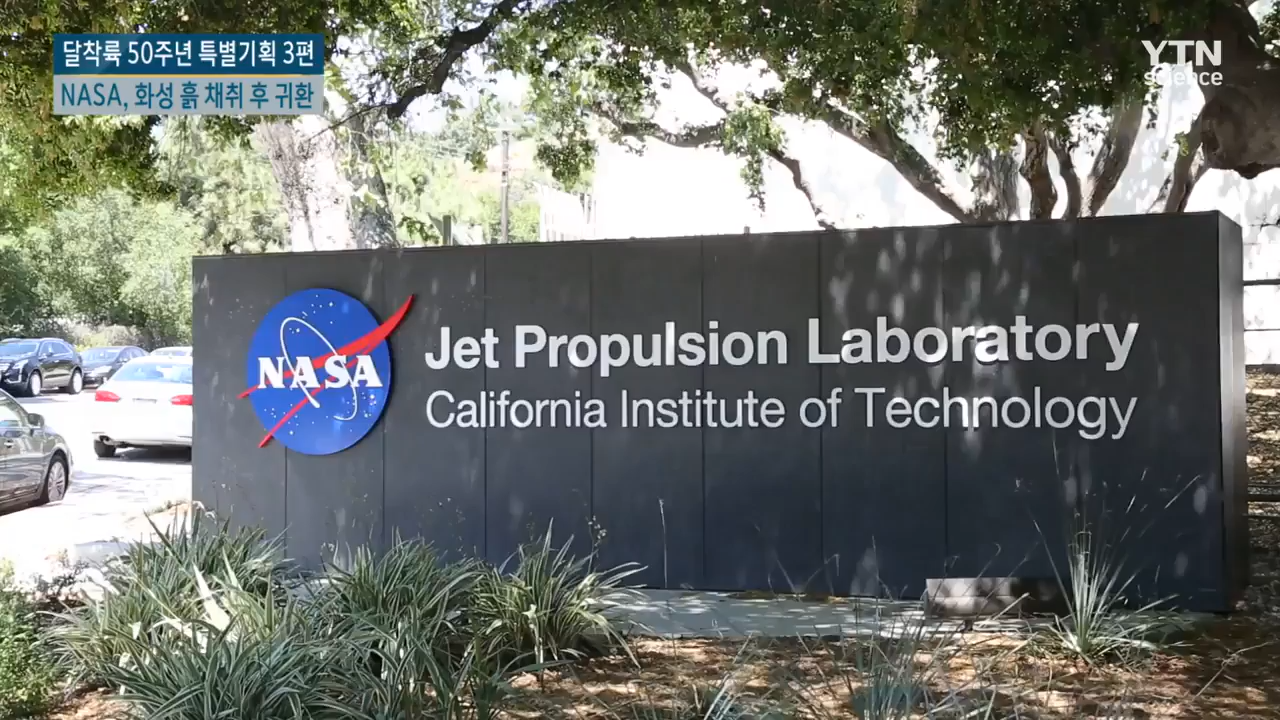 달착륙 50주년 특별기획 3편
NASA, 화성 흙 채취 후 귀환
YTN
science
NASA
Jet Propulsion Laboratory
California Institute of Technology